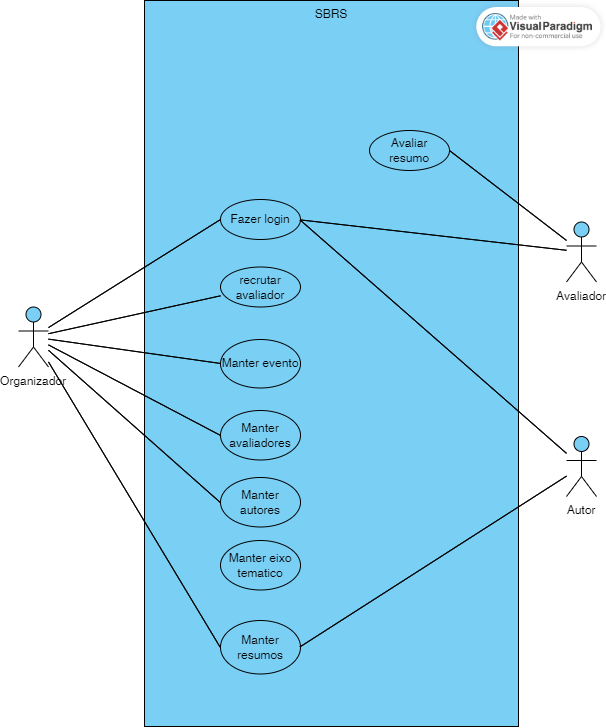 SBRS
Made with
Visual Paradigm
For non-commercial use
Avaliar
resumo
Fazer login
recrutar
avaliador
Avaliador
Manter evento
Organizador
Manter
avaliadores
Manter
autores
Autor
Manter eixo
tematico
Manter
resumos